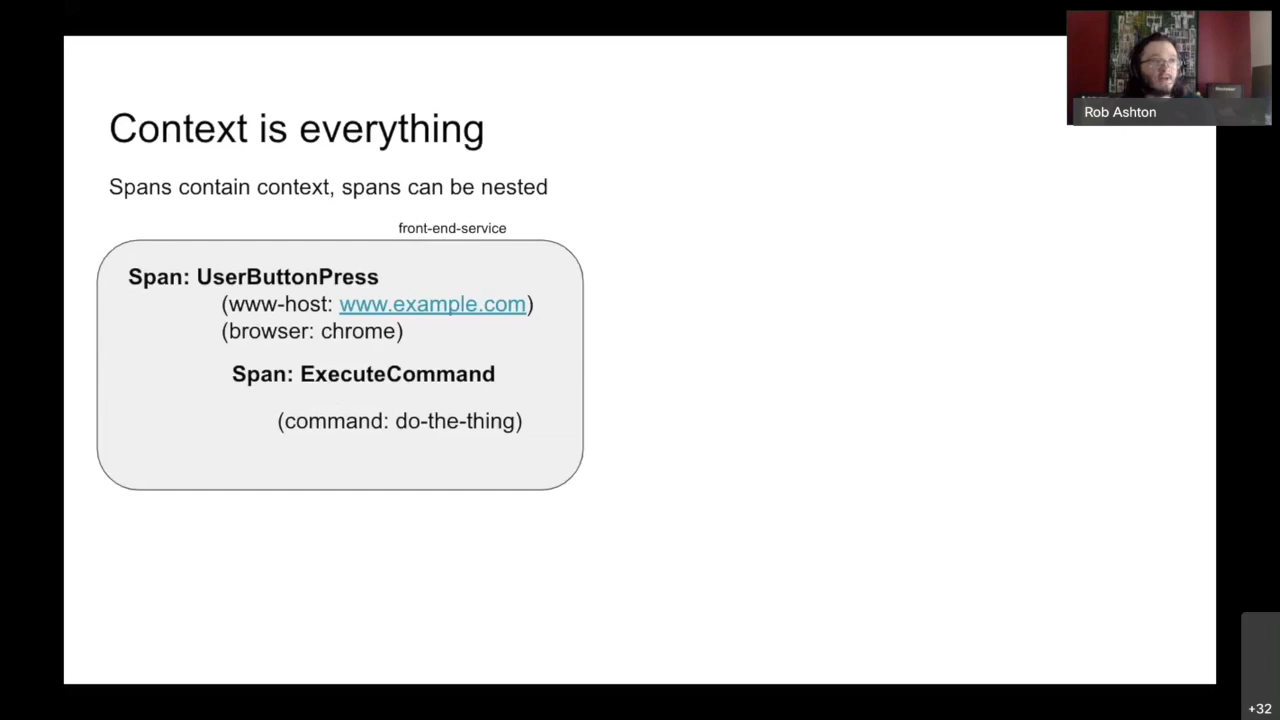 Rob Ashton
Context is everything
Spans contain context, spans can be nested
front-end-service
Span: UserButtonPress
(www-host: www.example.com)
(browser: chrome)
Span: ExecuteCommand
(command: do-the-thing)
+32